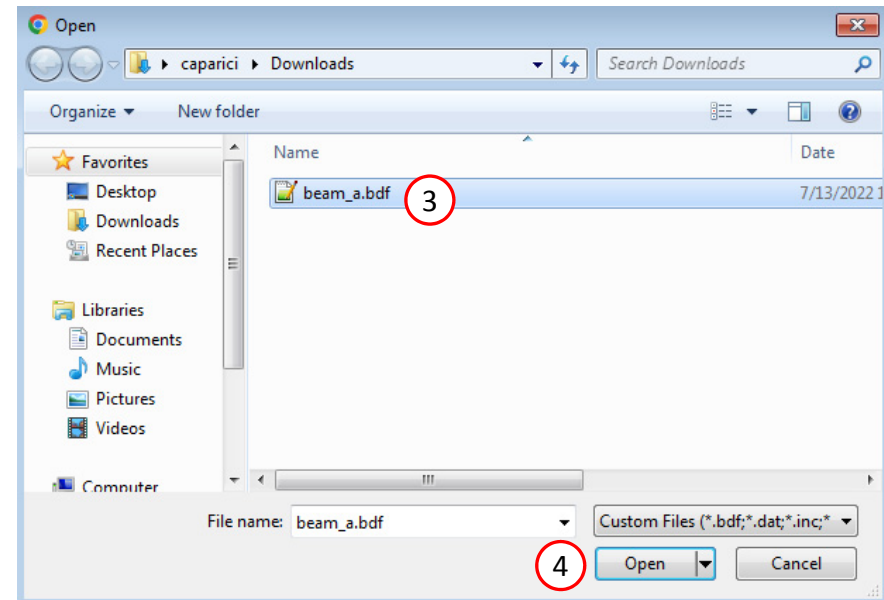 Open
caparici Downloads
Search Downloads
Organize New folder
Favorites
Desktop
Downloads
Recent Places
Libraries
Documents
Music
Pictures
Videos
Computer
Name Date
beam_a.bdf 3 7/13/2022 1
File name: beam_a.bdf Custom Files (*.bdf;*.dat;*.inc;*
4 Open Cancel